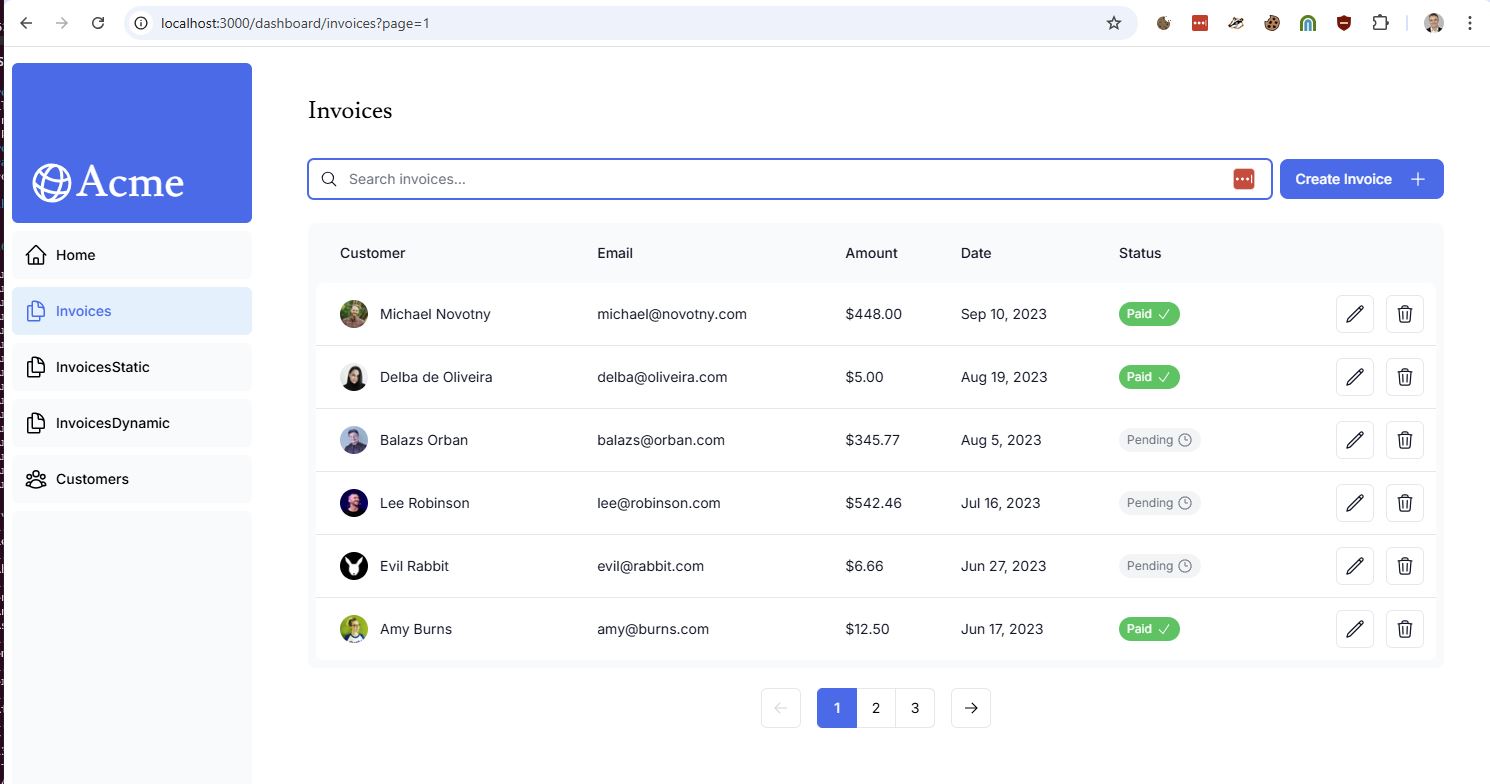 localhost:3000/dashboard/invoices?page=1
Acme
Home
Invoices
InvoicesStatic
InvoicesDynamic
Customers
Invoices
Search invoices...
Create Invoice
Customer Email Amount Date Status
Michael Novotny michael@novotny.com $448.00 Sep 10, 2023 Paid
Delba de Oliveira delba@oliveira.com $5.00 Aug 19, 2023 Paid
Balazs Orban balazs@orban.com $345.77 Aug 5, 2023 Pending
Lee Robinson lee@robinson.com $542.46 Jul 16, 2023 Pending
Evil Rabbit evil@rabbit.com $6.66 Jun 27, 2023 Pending
Amy Burns amy@burns.com $12.50 Jun 17, 2023 Paid
1 2 3